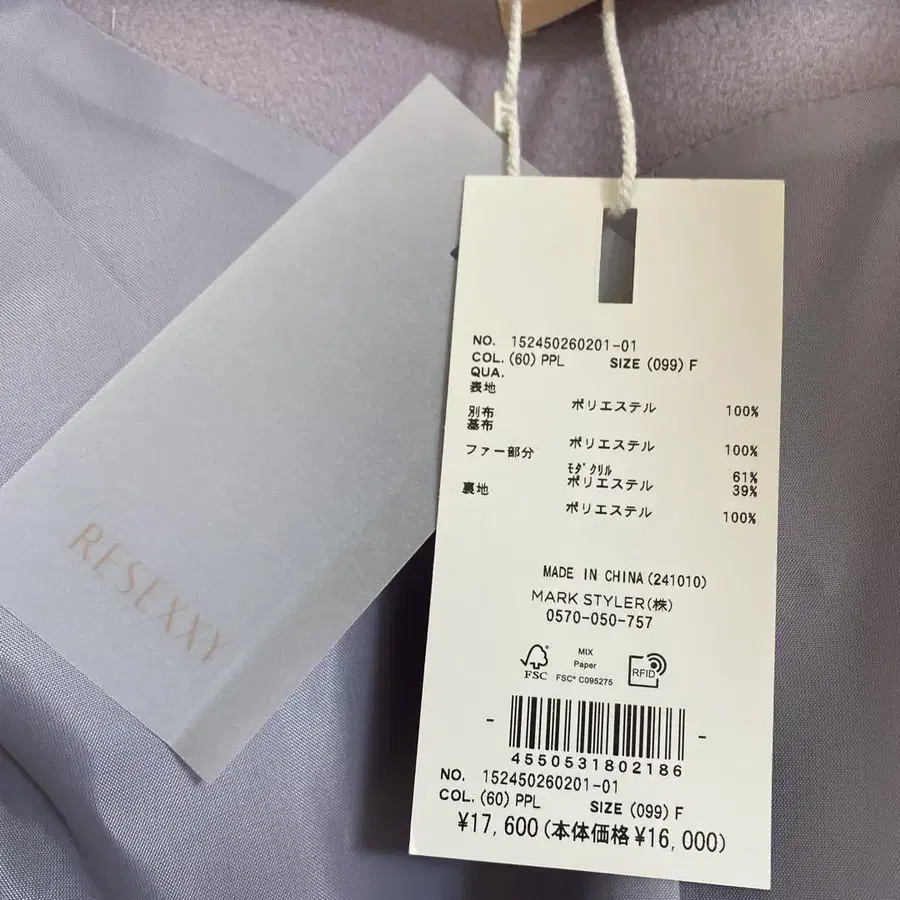 RESEXXY
NO. 152450260201-01
COL. (60) PPL SIZE (099) F
QUA.
表地
ポリエステル 100%
別布
基布
ポリエステル 100%
ファー部分
モダクリル 61%
ポリエステル 39%
裏地
ポリエステル 100%
MADE IN CHINA (241010)
MARK STYLER (株)
0570-050-757
FSC
MIX
Paper
FSC® C095275
RFID
4550531802186
NO. 152450260201-01
COL. (60) PPL SIZE (099) F
¥17,600 (本体価格 ¥16,000)